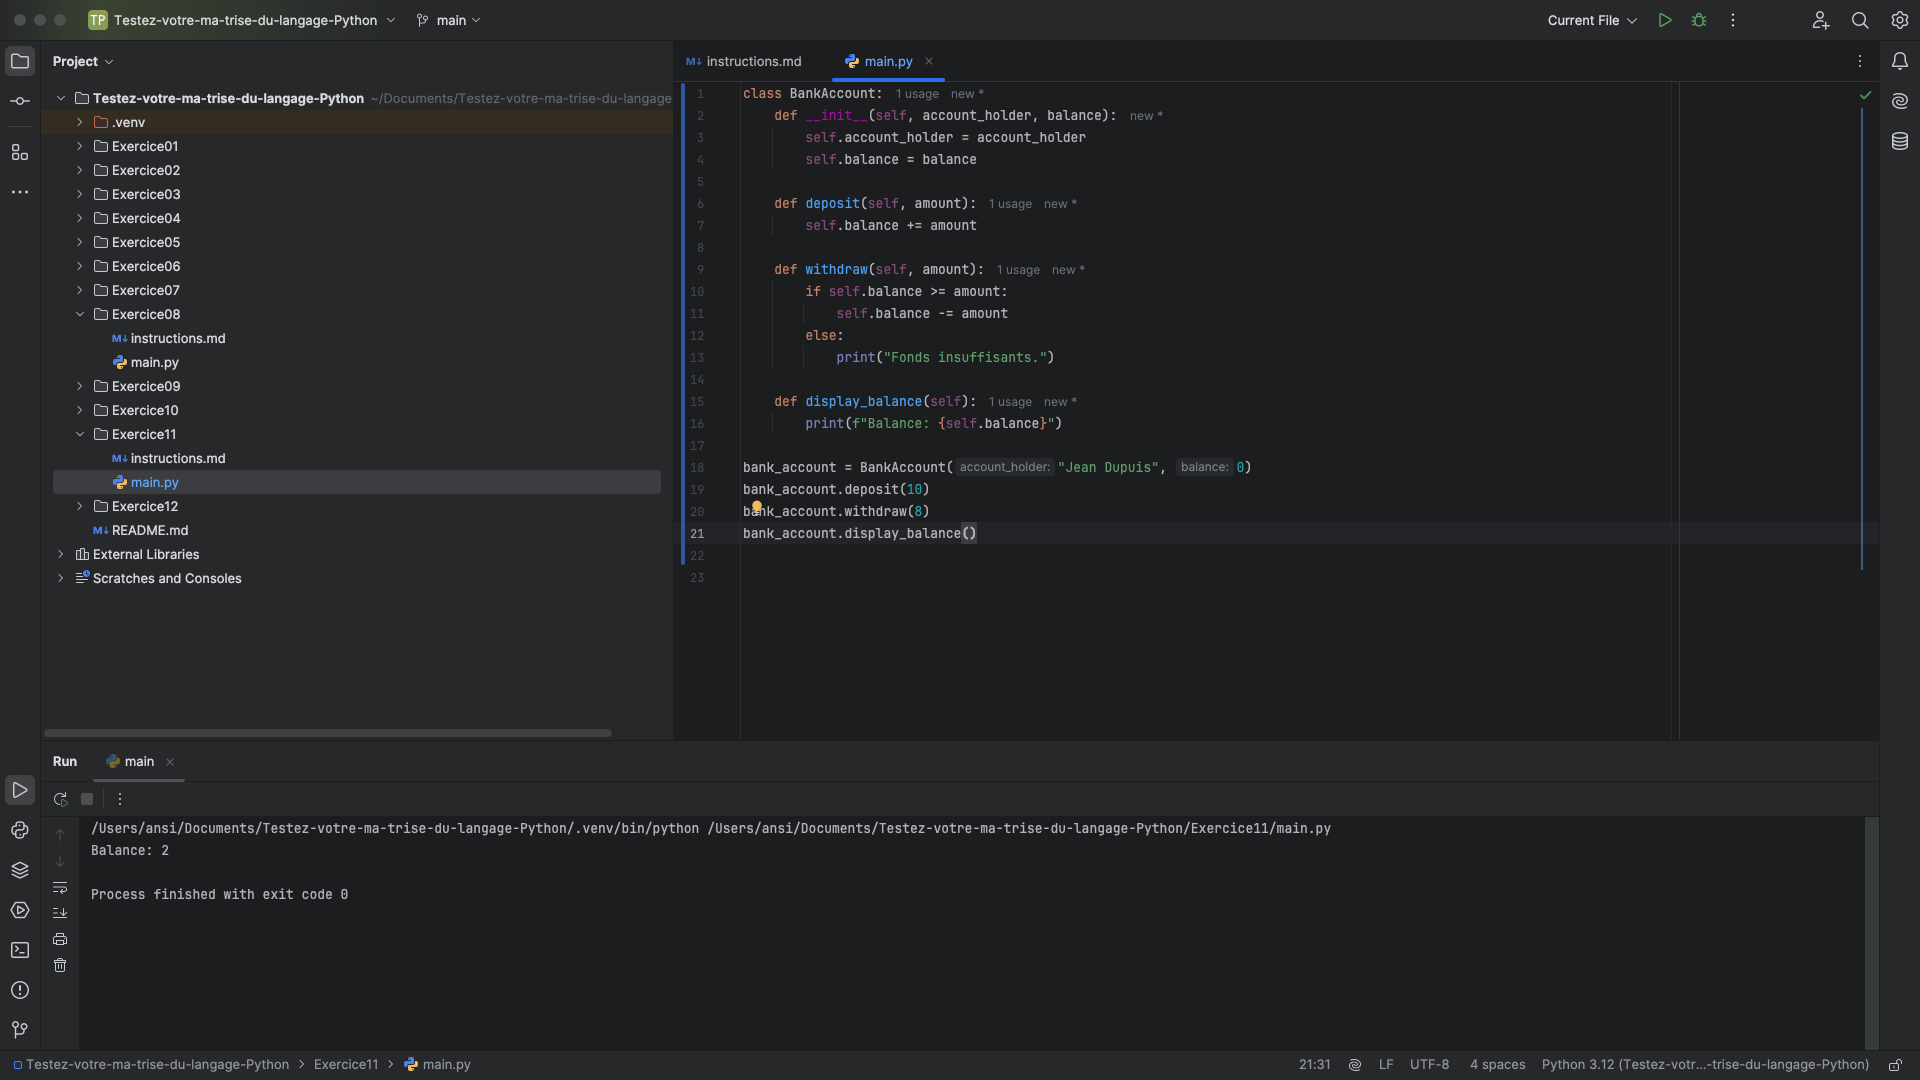 TP Testez-votre-ma-trise-du-langage-Python main Current File
Project
Testez-votre-ma-trise-du-langage-Python ~/Documents/Testez-votre-ma-trise-du-langage
.venv
Exercice01
Exercice02
Exercice03
Exercice04
Exercice05
Exercice06
Exercice07
Exercice08
M↓ instructions.md
main.py
Exercice09
Exercice10
Exercice11
M↓ instructions.md
main.py
Exercice12
M↓ README.md
External Libraries
Scratches and Consoles
M↓ instructions.md main.py
1 class BankAccount: 1 usage new *
2 def __init__(self, account_holder, balance): new *
3 self.account_holder = account_holder
4 self.balance = balance
5
6 def deposit(self, amount): 1 usage new *
7 self.balance += amount
8
9 def withdraw(self, amount): 1 usage new *
10 if self.balance >= amount:
11 self.balance -= amount
12 else:
13 print("Fonds insuffisants.")
14
15 def display_balance(self): 1 usage new *
16 print(f"Balance: {self.balance}")
17
18 bank_account = BankAccount( account_holder: "Jean Dupuis", balance: 0)
19 bank_account.deposit(10)
20 bank_account.withdraw(8)
21 bank_account.display_balance()
22
23
Run main
/Users/ansi/Documents/Testez-votre-ma-trise-du-langage-Python/.venv/bin/python /Users/ansi/Documents/Testez-votre-ma-trise-du-langage-Python/Exercice11/main.py
Balance: 2
Process finished with exit code 0
Testez-votre-ma-trise-du-langage-Python > Exercice11 > main.py 21:31 LF UTF-8 4 spaces Python 3.12 (Testez-votr...-trise-du-langage-Python)